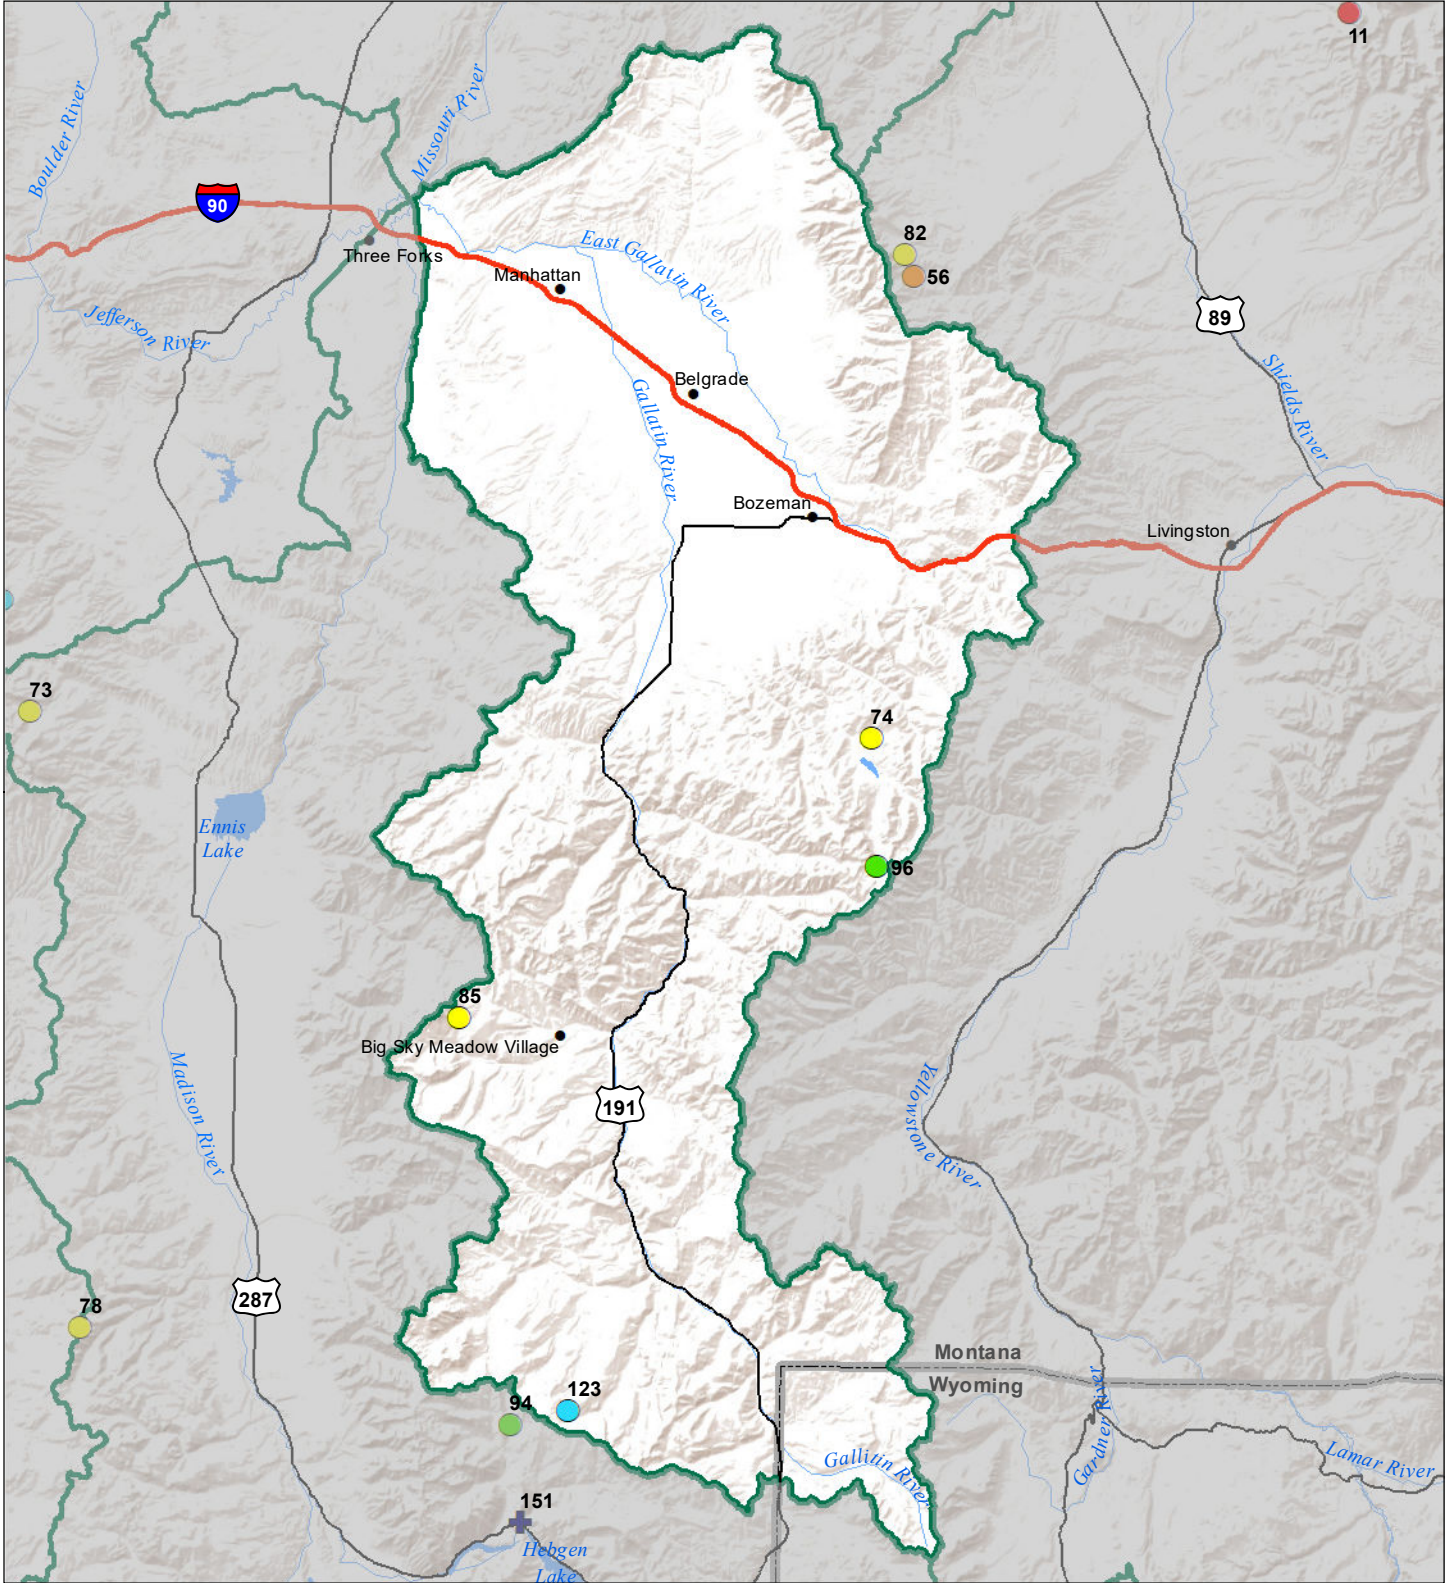 11
Boulder River
Missouri River
90
82
56
Three Forks
East Gallatin River
Manhattan
89
Jefferson River
Shields River
Belgrade
Gallatin River
Bozeman
Livingston
73
74
Ennis
Lake
96
85
Big Sky Meadow Village
Madison River
191
Yellowstone River
287
78
Montana
Wyoming
94
123
Gardner River
Gallitin River
Lamar River
151
Hebgen
Lake